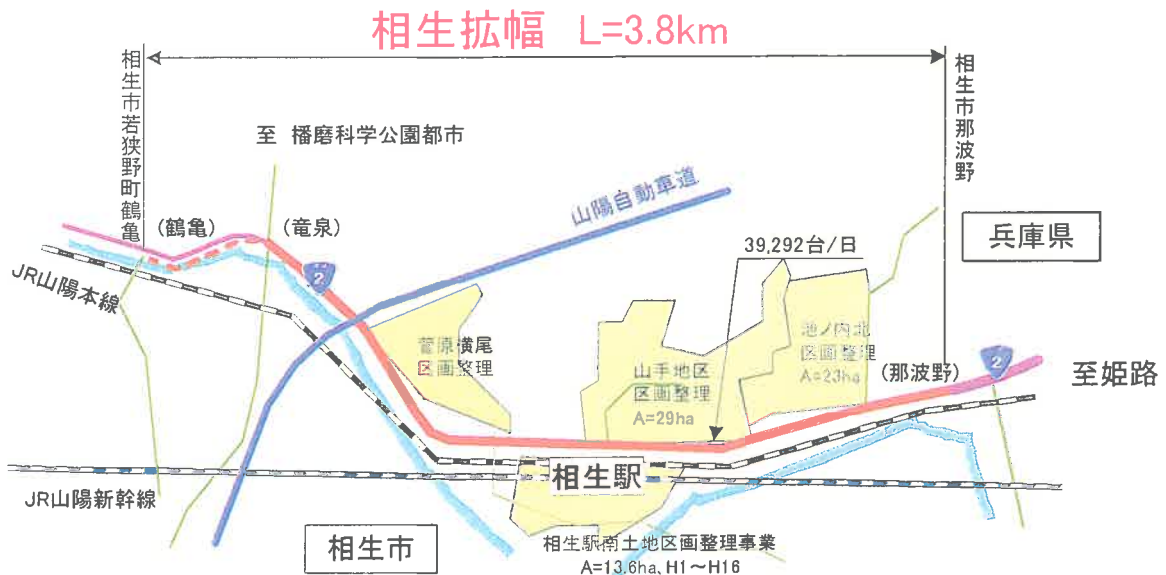 相生拡幅 L=3.8km
相生市若狭野町鶴亀
相生市那波野
至 播磨科学公園都市
山陽自動車道
(鶴亀)
(竜泉)
兵庫県
39,292台/日
2
JR山陽本線
菅原横尾
区画整理
山手地区
区画整理
A=29ha
池ノ内北
区画整理
A=23ha
(那波野)
2
至姫路
相生駅
JR山陽新幹線
相生市
相生駅南土地区画整理事業
A=13.6ha、H1~H16